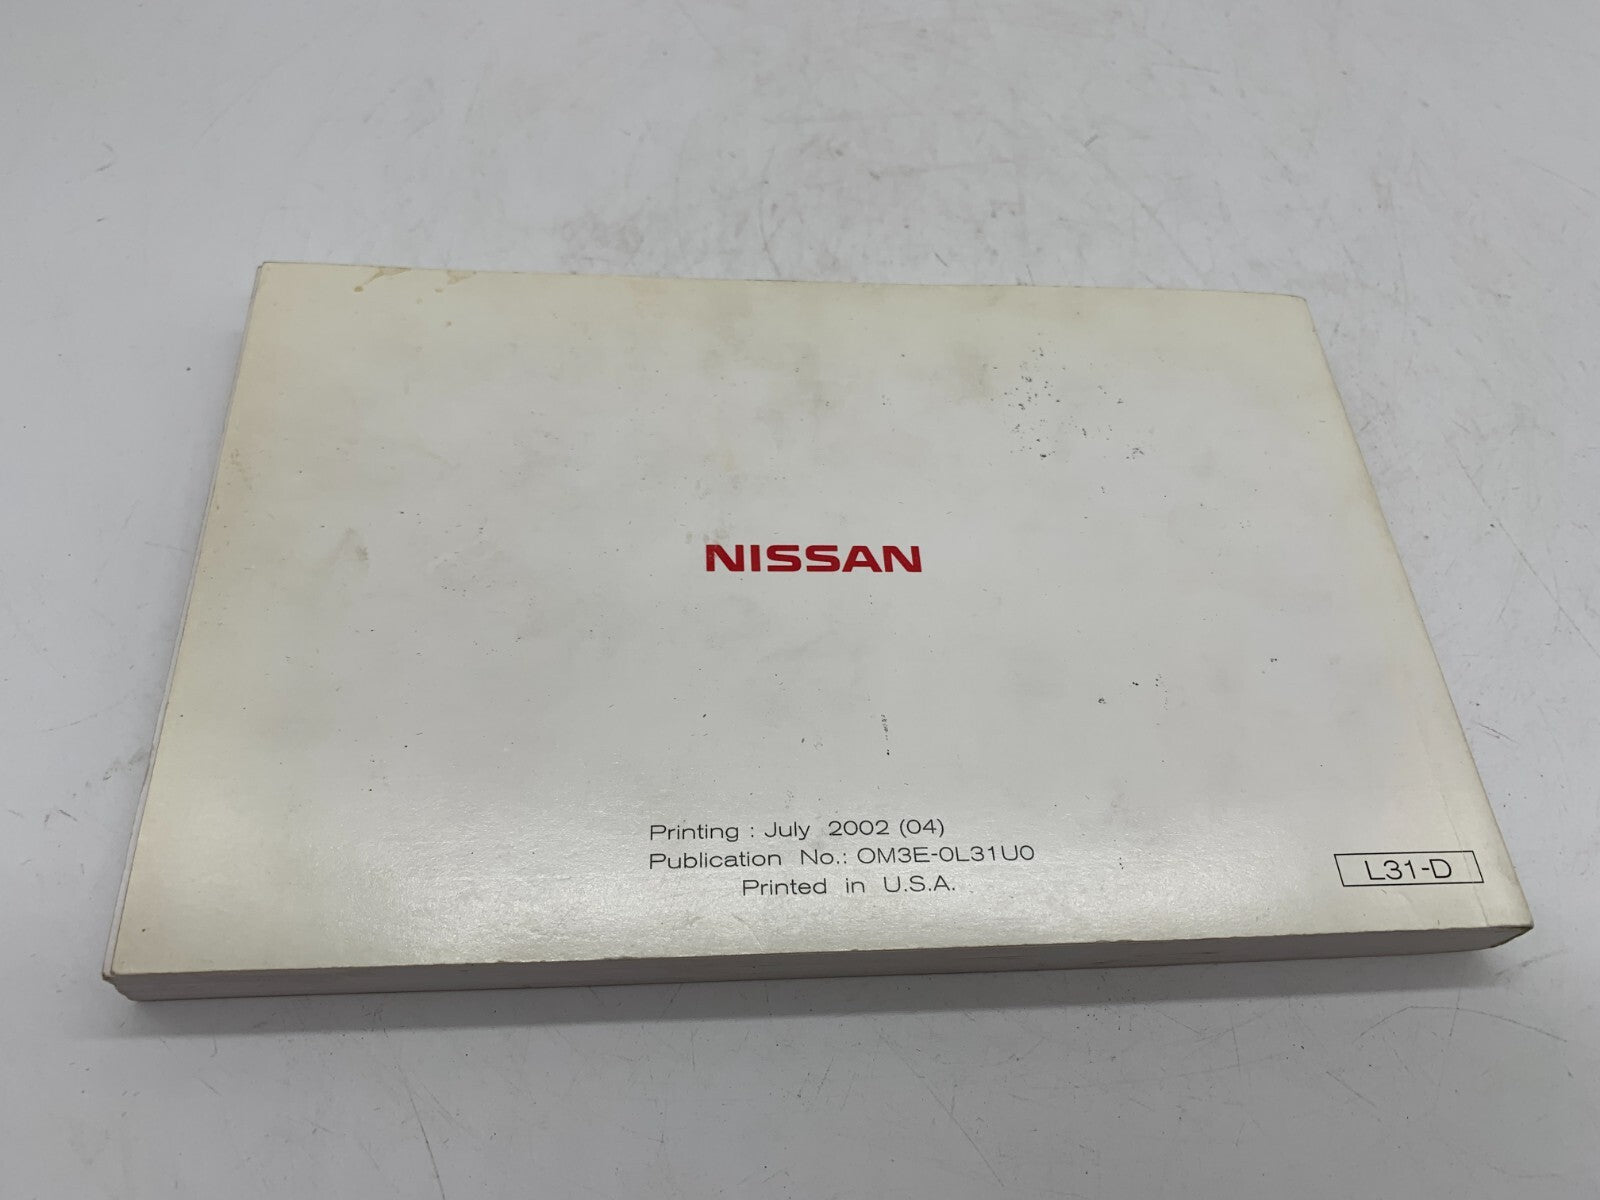 NISSAN
Printing : July 2002 (04)
Publication No.: OM3E-0L31U0
Printed in U.S.A.
L31-D